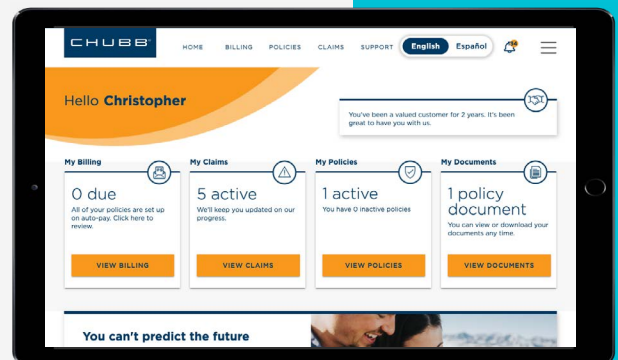 CHUBB
HOME BILLING POLICIES CLAIMS SUPPORT English Español
Hello Christopher
You've been a valued customer for 2 years. It's been
great to have you with us.
My Billing
0 due
All of your policies are set up
on auto-pay. Click here to
review.
VIEW BILLING
My Claims
5 active
We'll keep you updated on our
progress.
VIEW CLAIMS
My Policies
1 active
You have 0 inactive policies
VIEW POLICIES
My Documents
1 policy
document
You can view or download your
documents any time.
VIEW DOCUMENTS
You can't predict the future